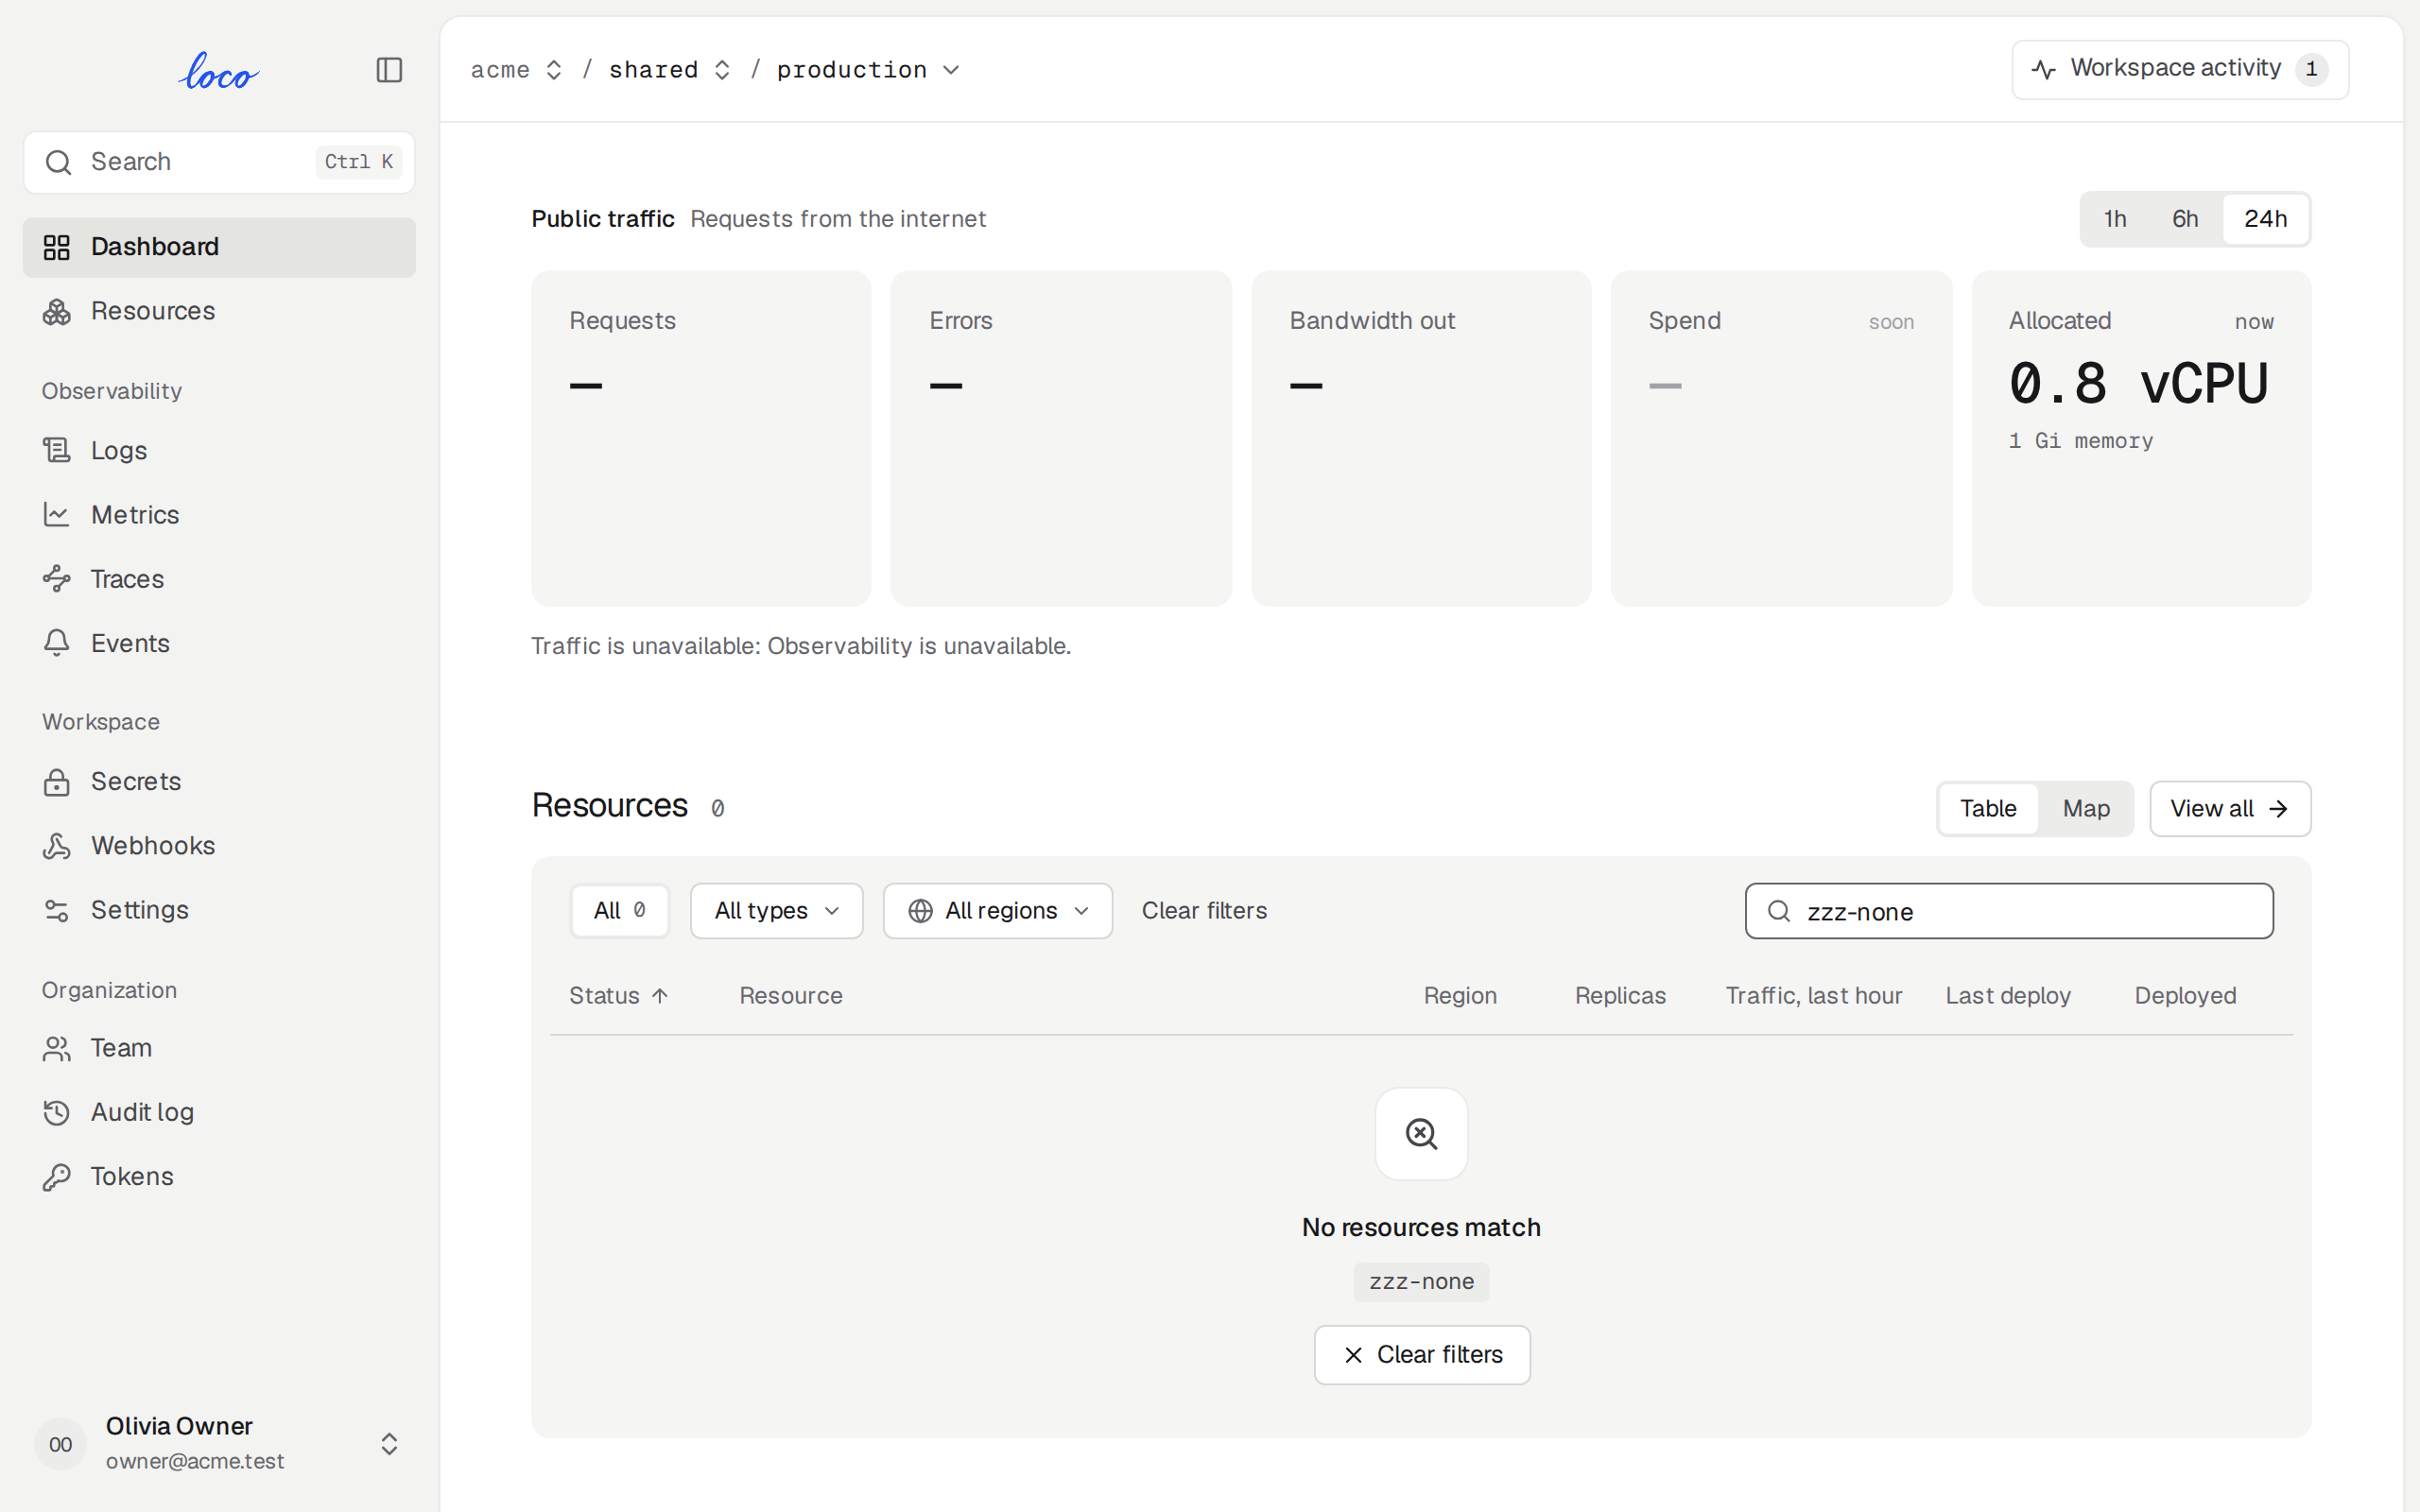 loco
Search Ctrl K
Dashboard
Resources
Observability
Logs
Metrics
Traces
Events
Workspace
Secrets
Webhooks
Settings
Organization
Team
Audit log
Tokens
OO
Olivia Owner
owner@acme.test
acme / shared / production
Workspace activity 1
Public traffic Requests from the internet
1h 6h 24h
Requests
—
Errors
—
Bandwidth out
—
Spend soon
—
Allocated now
0.8 vCPU
1 Gi memory
Traffic is unavailable: Observability is unavailable.
Resources 0
Table Map View all
All 0 All types All regions Clear filters zzz-none
Status Resource Region Replicas Traffic, last hour Last deploy Deployed
No resources match
zzz-none
Clear filters